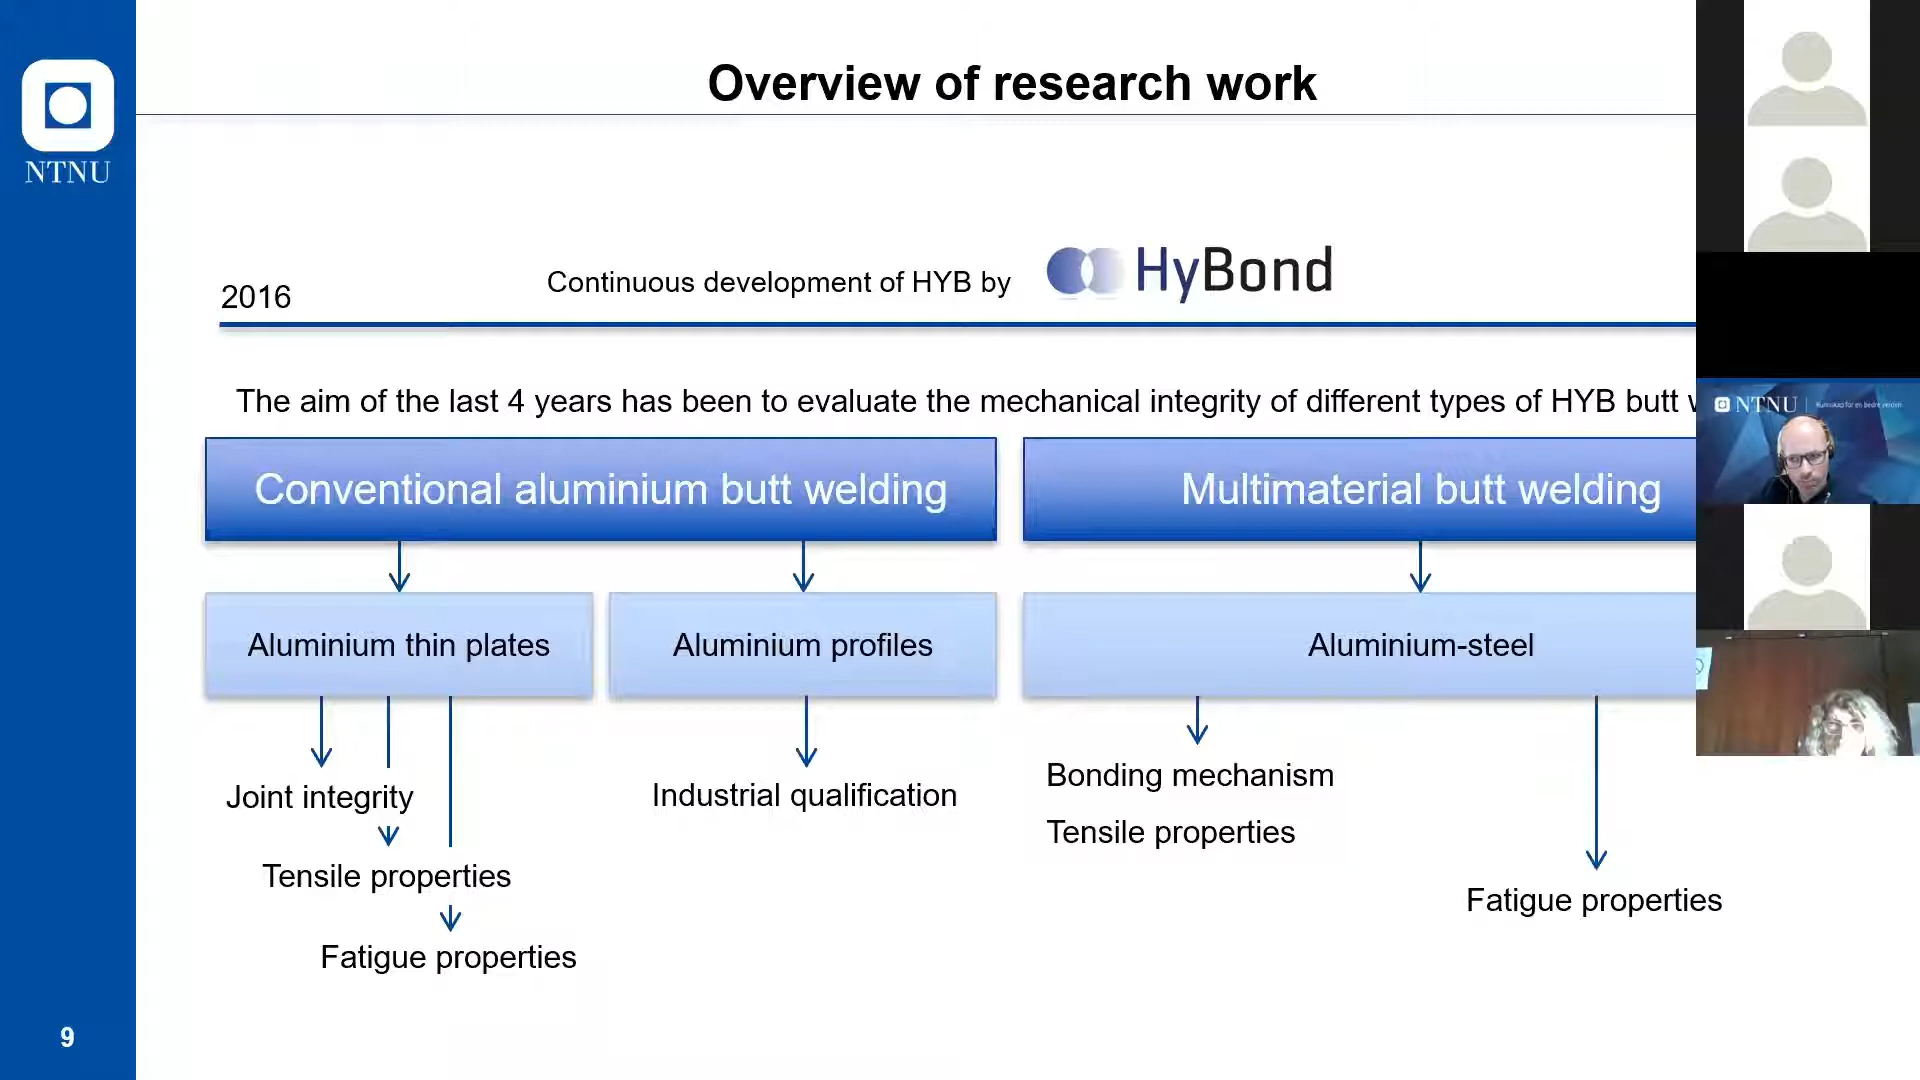 Overview of research work
NTNU
2016
Continuous development of HYB by
HyBond
The aim of the last 4 years has been to evaluate the mechanical integrity of different types of HYB butt
NTNU
Conventional aluminium butt welding
Multimaterial butt welding
Aluminium thin plates
Aluminium profiles
Aluminium-steel
Joint integrity
Industrial qualification
Bonding mechanism
Tensile properties
Tensile properties
Fatigue properties
Fatigue properties
9